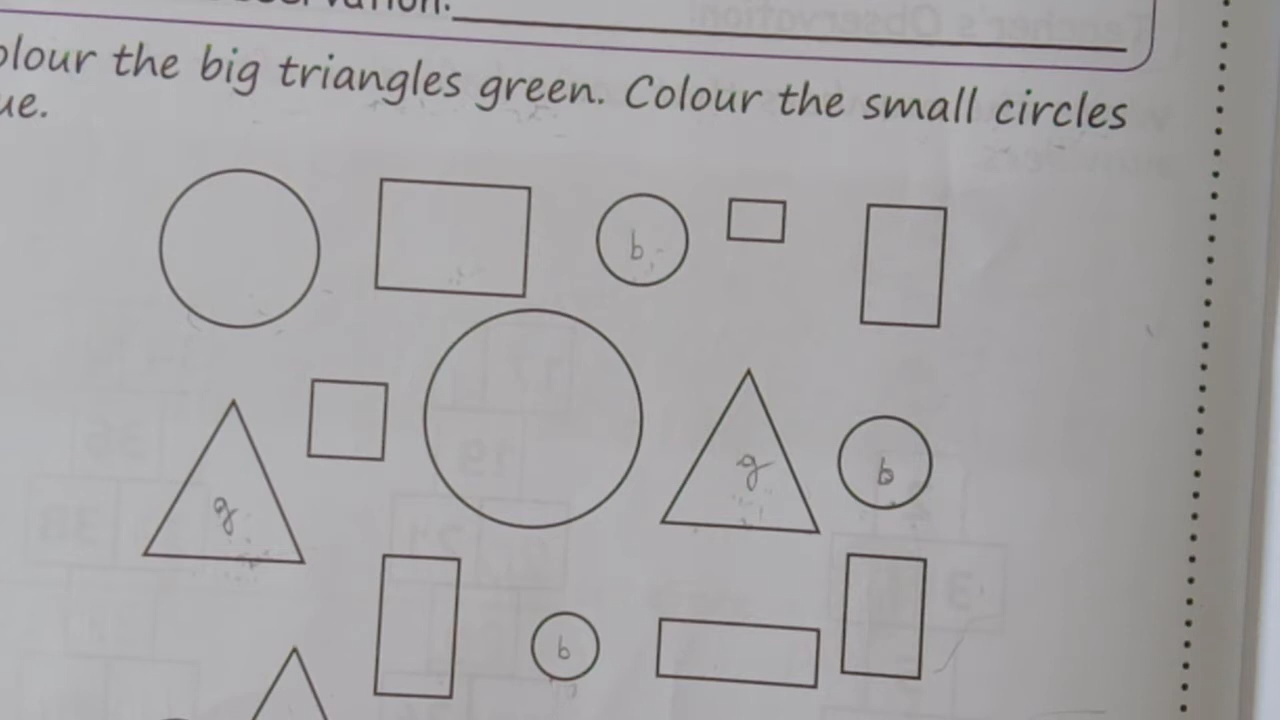 olour the big triangles green. Colour the small circles
ue.
b
g
g
b
b